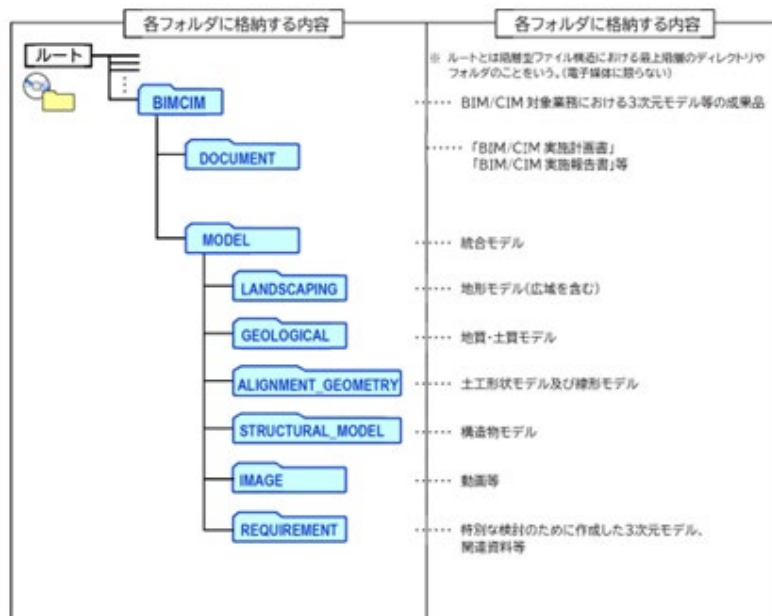 各フォルダに格納する内容
各フォルダに格納する内容
ルート
※ ルートとは階層型ファイル構造における最上階層のディレクトリや
フォルダのことをいう。(電子媒体に限らない)
BIMCIM
BIM/CIM 対象業務における3次元モデル等の成果品
DOCUMENT
「BIM/CIM 実施計画書」
「BIM/CIM 実施報告書」等
MODEL
統合モデル
LANDSCAPING
地形モデル(広域を含む)
GEOLOGICAL
地質・土質モデル
ALIGNMENT_GEOMETRY
土工形状モデル及び線形モデル
STRUCTURAL_MODEL
構造物モデル
IMAGE
動画等
REQUIREMENT
特別な検討のために作成した3次元モデル、
関連資料等